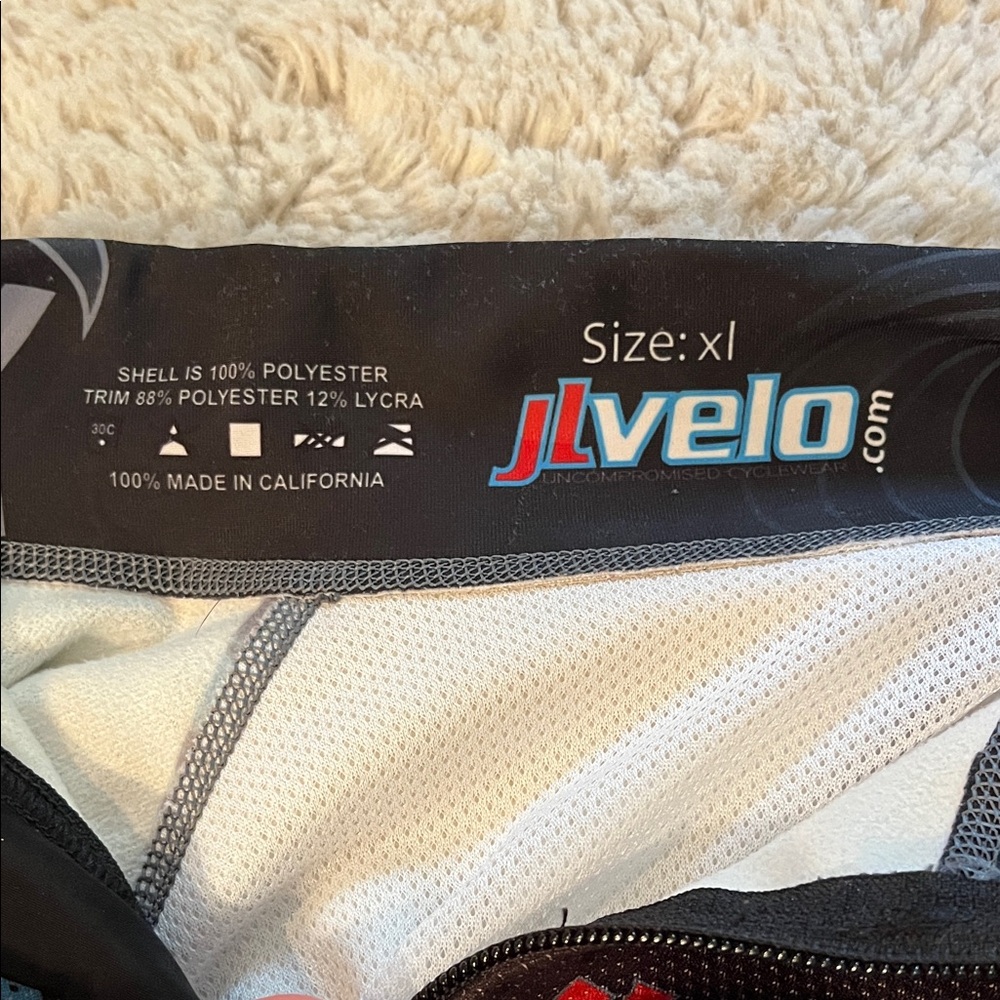 SHELL IS 100% POLYESTER
TRIM 88% POLYESTER 12% LYCRA
30C
100% MADE IN CALIFORNIA
Size: xl
jlvelo.com
UNCOMPROMISED CYCLEWEAR